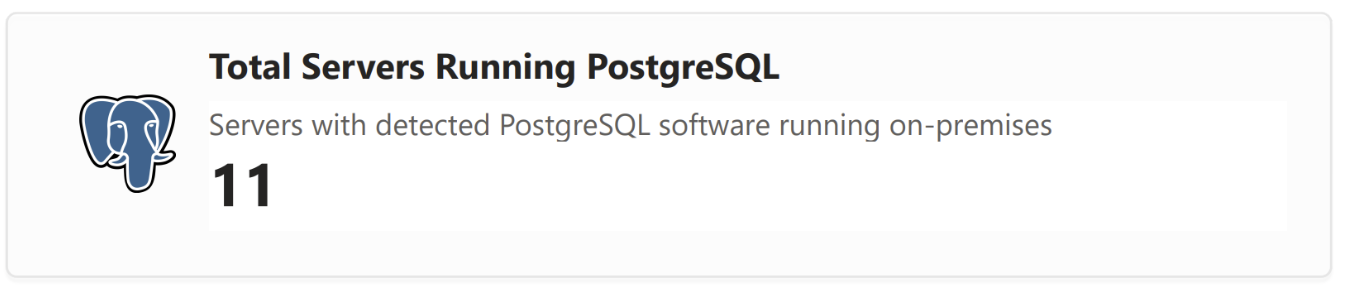 Total Servers Running PostgreSQL
Servers with detected PostgreSQL software running on-premises
11